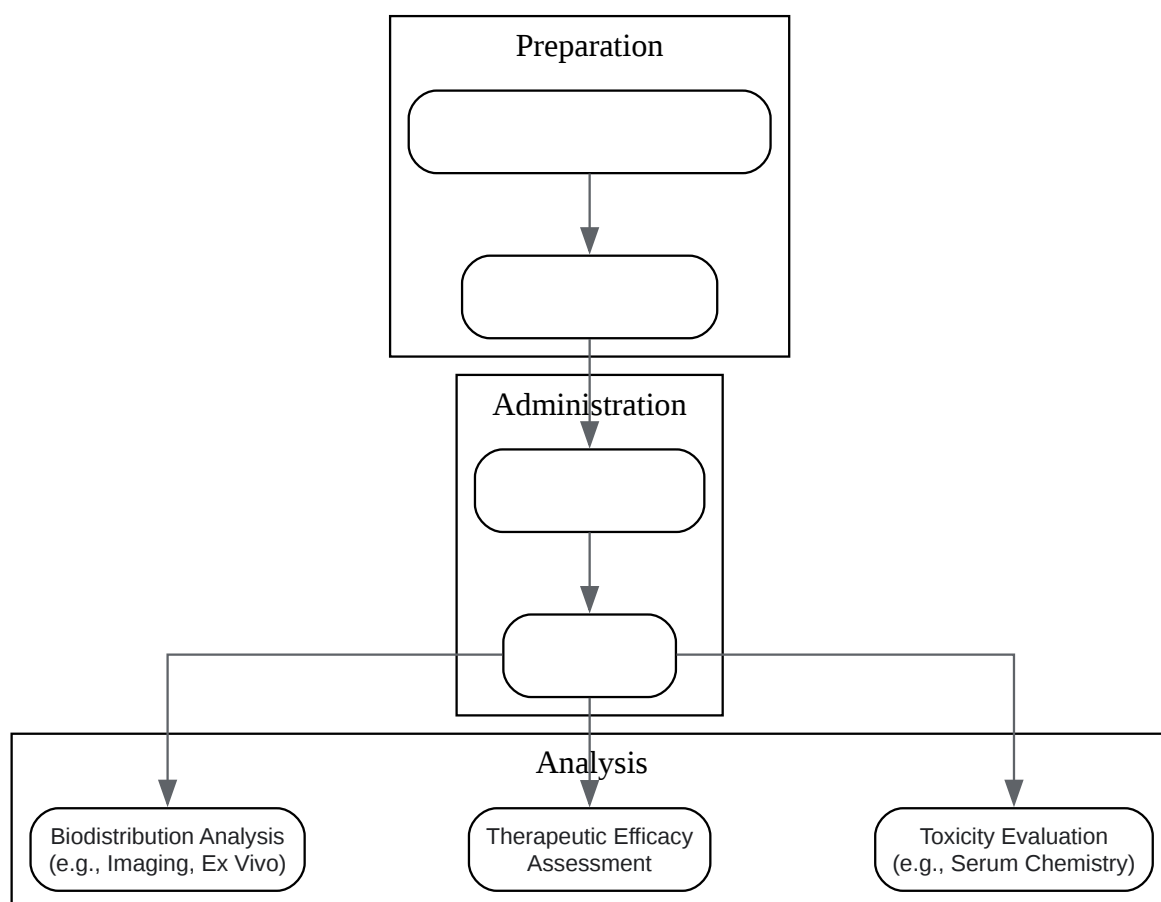 Preparation
Administration
Analysis
Biodistribution Analysis
(e.g., Imaging, Ex Vivo)
Therapeutic Efficacy
Assessment
Toxicity Evaluation
(e.g., Serum Chemistry)